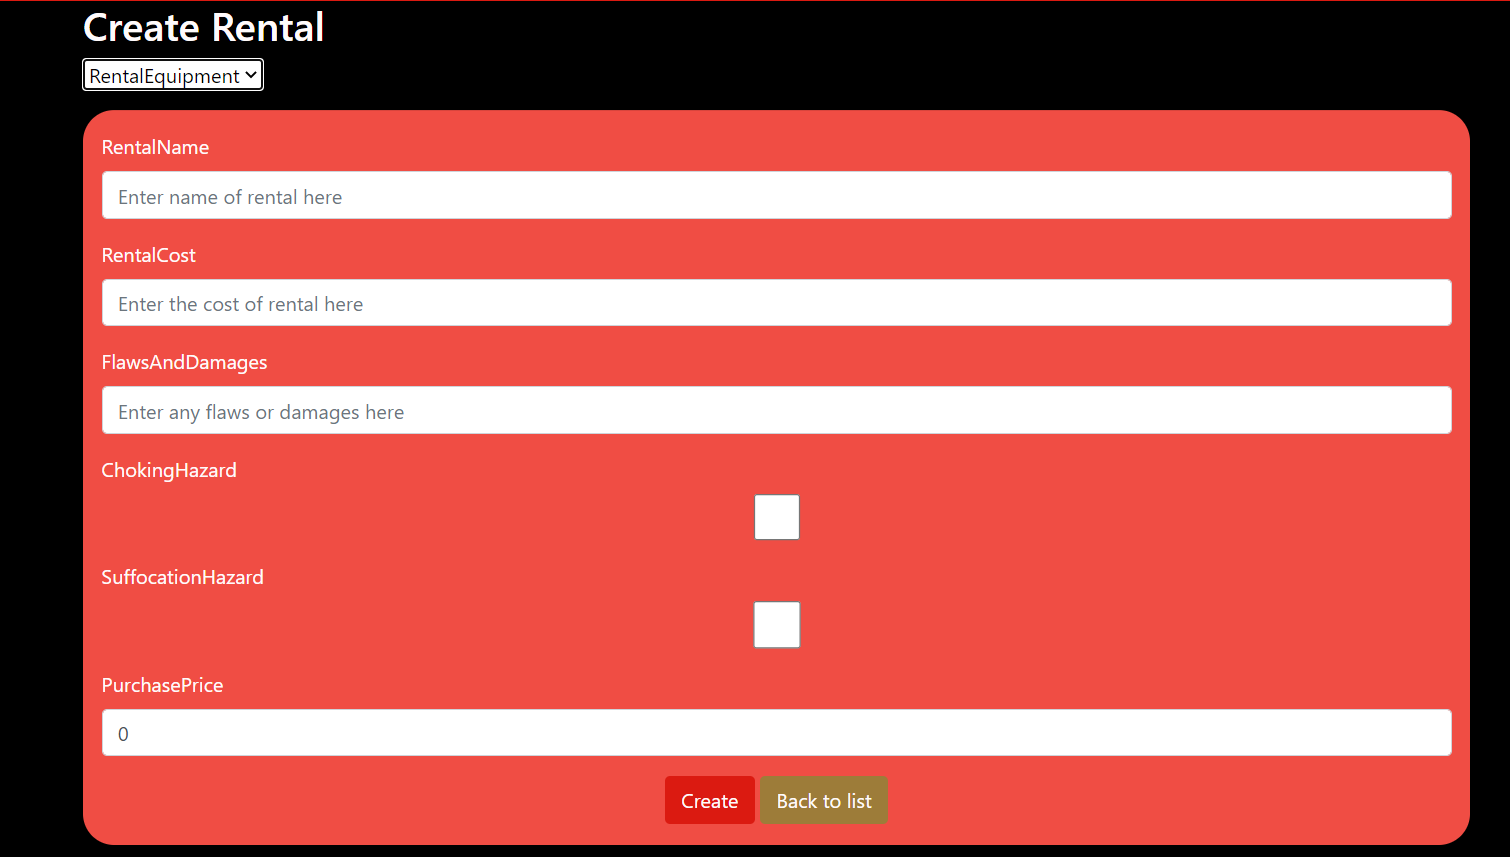 Create Rental
RentalEquipment
RentalName
Enter name of rental here
RentalCost
Enter the cost of rental here
FlawsAndDamages
Enter any flaws or damages here
ChokingHazard
SuffocationHazard
PurchasePrice
0
Create Back to list